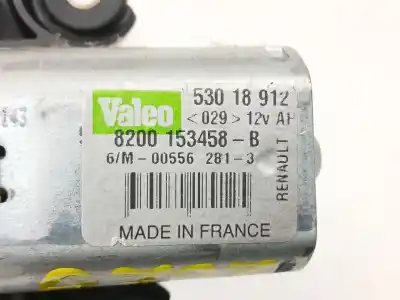 Valeo
530 18 912
<029> 12v AR
8200 153458-B
6/M-00556 281-3
RENAULT
MADE IN FRANCE